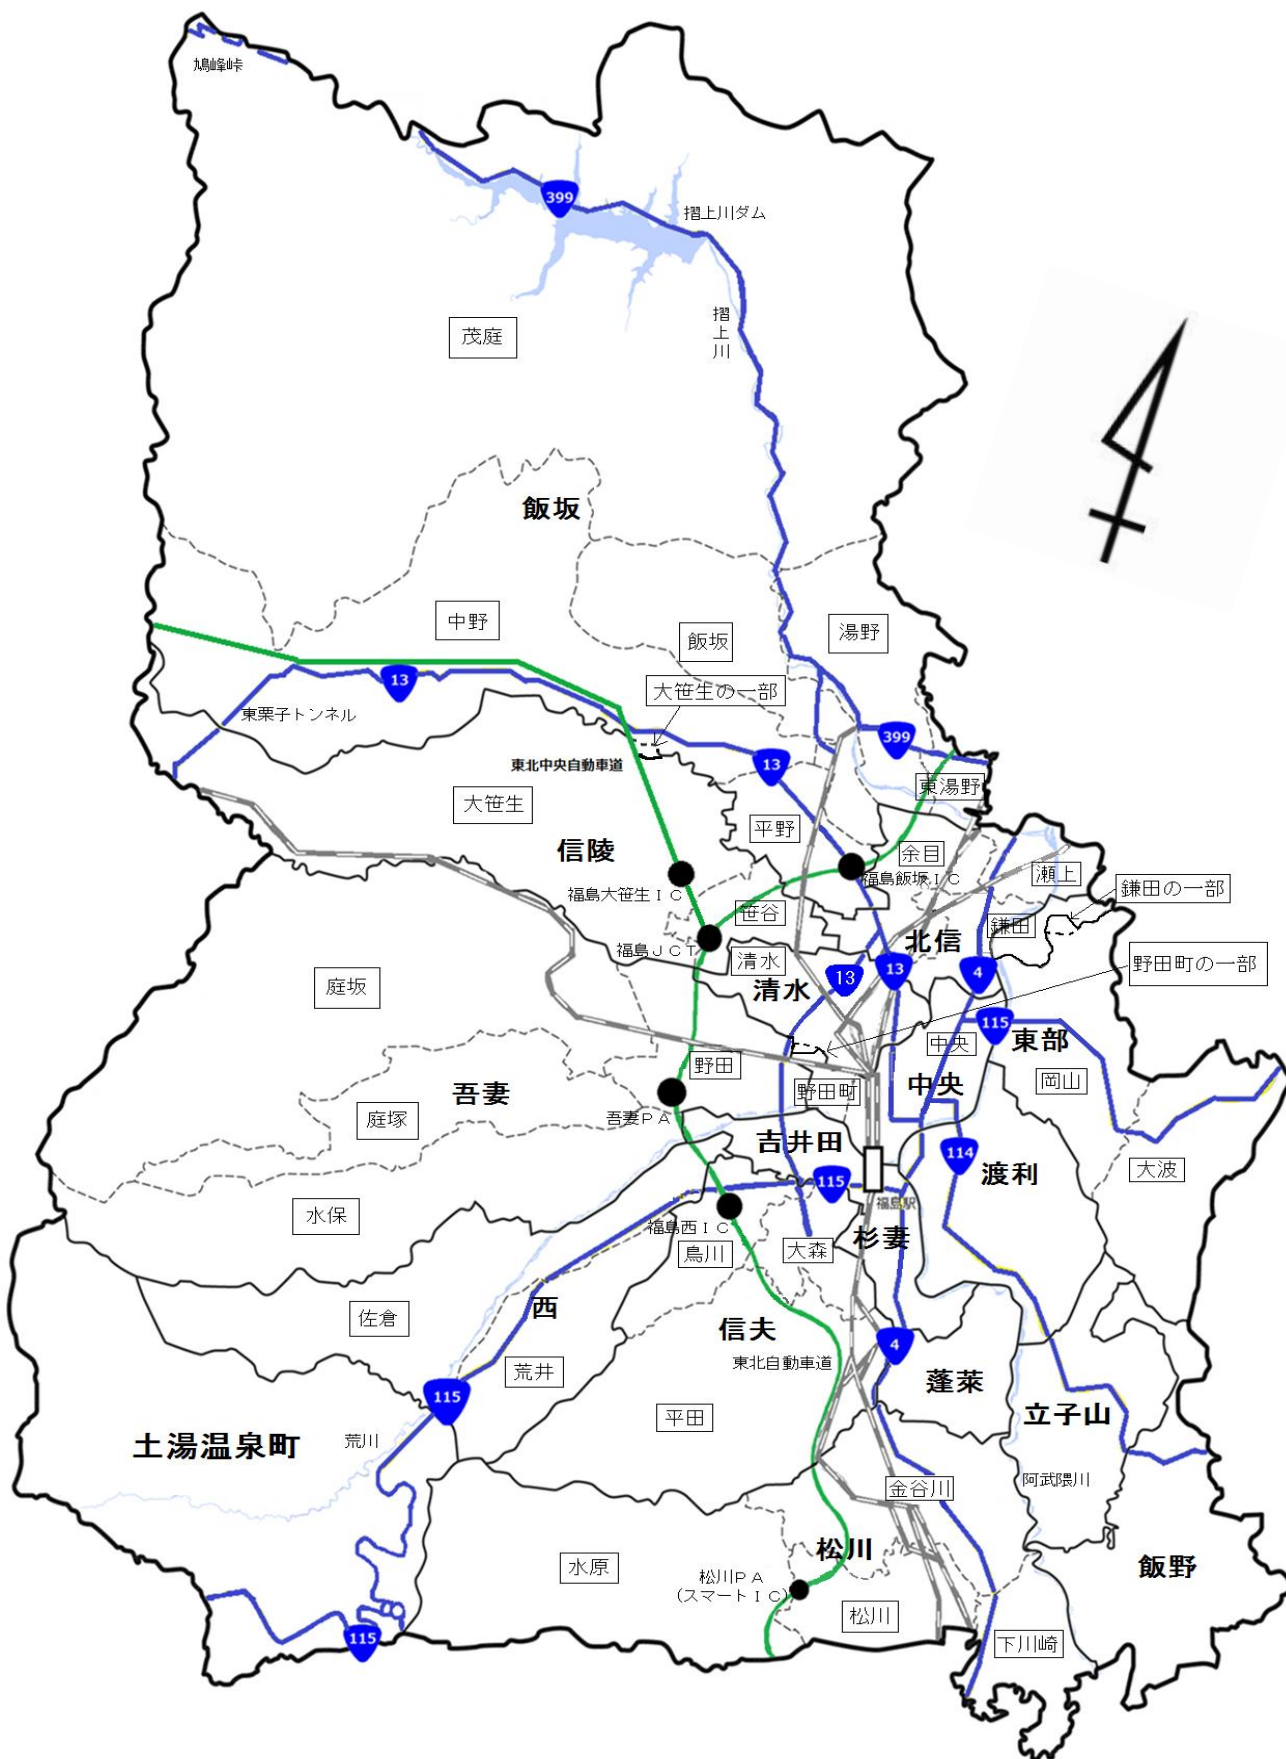 鳩峰峠
399
摺上川ダム
摺上川
茂庭
飯坂
中野
飯坂
湯野
大笹生の一部
13
東栗子トンネル
399
13
東北中央自動車道
東湯野
大笹生
平野
信陵
余目
瀬上
福島大笹生IC
福島飯坂IC
鎌田の一部
笹谷
鎌田
北信
福島JCT
清水
野田町の一部
庭坂
清水
13
13
4
115
東部
中央
野田
岡山
吾妻
野田町
中央
庭塚
吾妻PA
吉井田
114
渡利
大波
115
水保
福島西IC
福島駅
杉妻
鳥川
大森
西
佐倉
信夫
4
東北自動車道
荒井
蓬萊
115
平田
立子山
土湯温泉町
荒川
阿武隈川
金谷川
松川
水原
飯野
松川PA
(スマートIC)
松川
115
下川崎